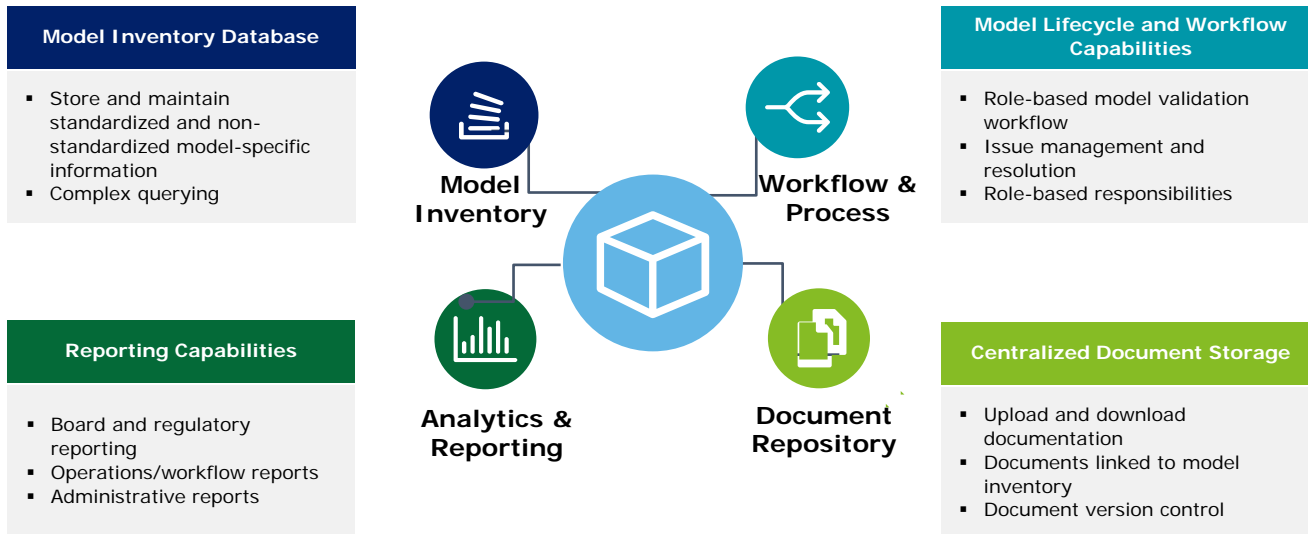 Model Inventory Database
▪ Store and maintain
standardized and non-
standardized model-specific
information
▪ Complex querying
Model
Inventory
Workflow &
Process
Model Lifecycle and Workflow
Capabilities
▪ Role-based model validation
workflow
▪ Issue management and
resolution
▪ Role-based responsibilities
Reporting Capabilities
▪ Board and regulatory
reporting
▪ Operations/workflow reports
▪ Administrative reports
Analytics &
Reporting
Document
Repository
Centralized Document Storage
▪ Upload and download
documentation
▪ Documents linked to model
inventory
▪ Document version control